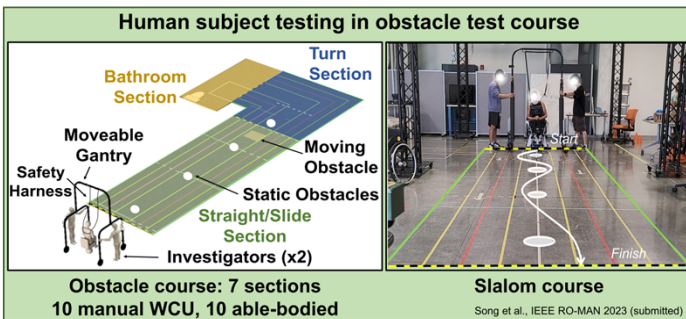 Human subject testing in obstacle test course
Bathroom
Section
Turn
Section
Moveable
Gantry
Safety
Harness
Moving
Obstacle
Static Obstacles
Straight/Slide
Section
Investigators (x2)
Start
Finish
Obstacle course: 7 sections
10 manual WCU, 10 able-bodied
Slalom course
Song et al., IEEE RO-MAN 2023 (submitted)